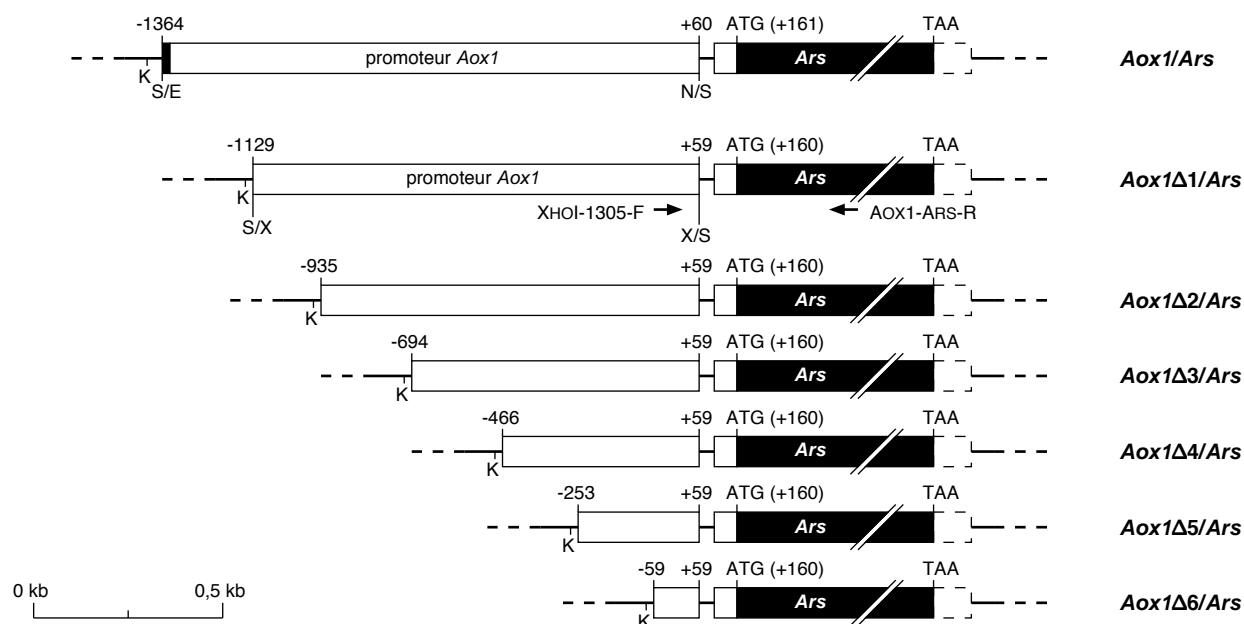 -1364 +60 ATG (+161) TAA
promoteur Aox1 Ars Aox1/Ars
K
S/E N/S
-1129 +59 ATG (+160) TAA
promoteur Aox1 Ars Aox1Δ1/Ars
K
XHOI-1305-F AOX1-ARS-R
S/X X/S
-935 +59 ATG (+160) TAA
Ars Aox1Δ2/Ars
K
-694 +59 ATG (+160) TAA
Ars Aox1Δ3/Ars
K
-466 +59 ATG (+160) TAA
Ars Aox1Δ4/Ars
K
-253 +59 ATG (+160) TAA
Ars Aox1Δ5/Ars
K
-59 +59 ATG (+160) TAA
0 kb 0,5 kb
Ars Aox1Δ6/Ars
K